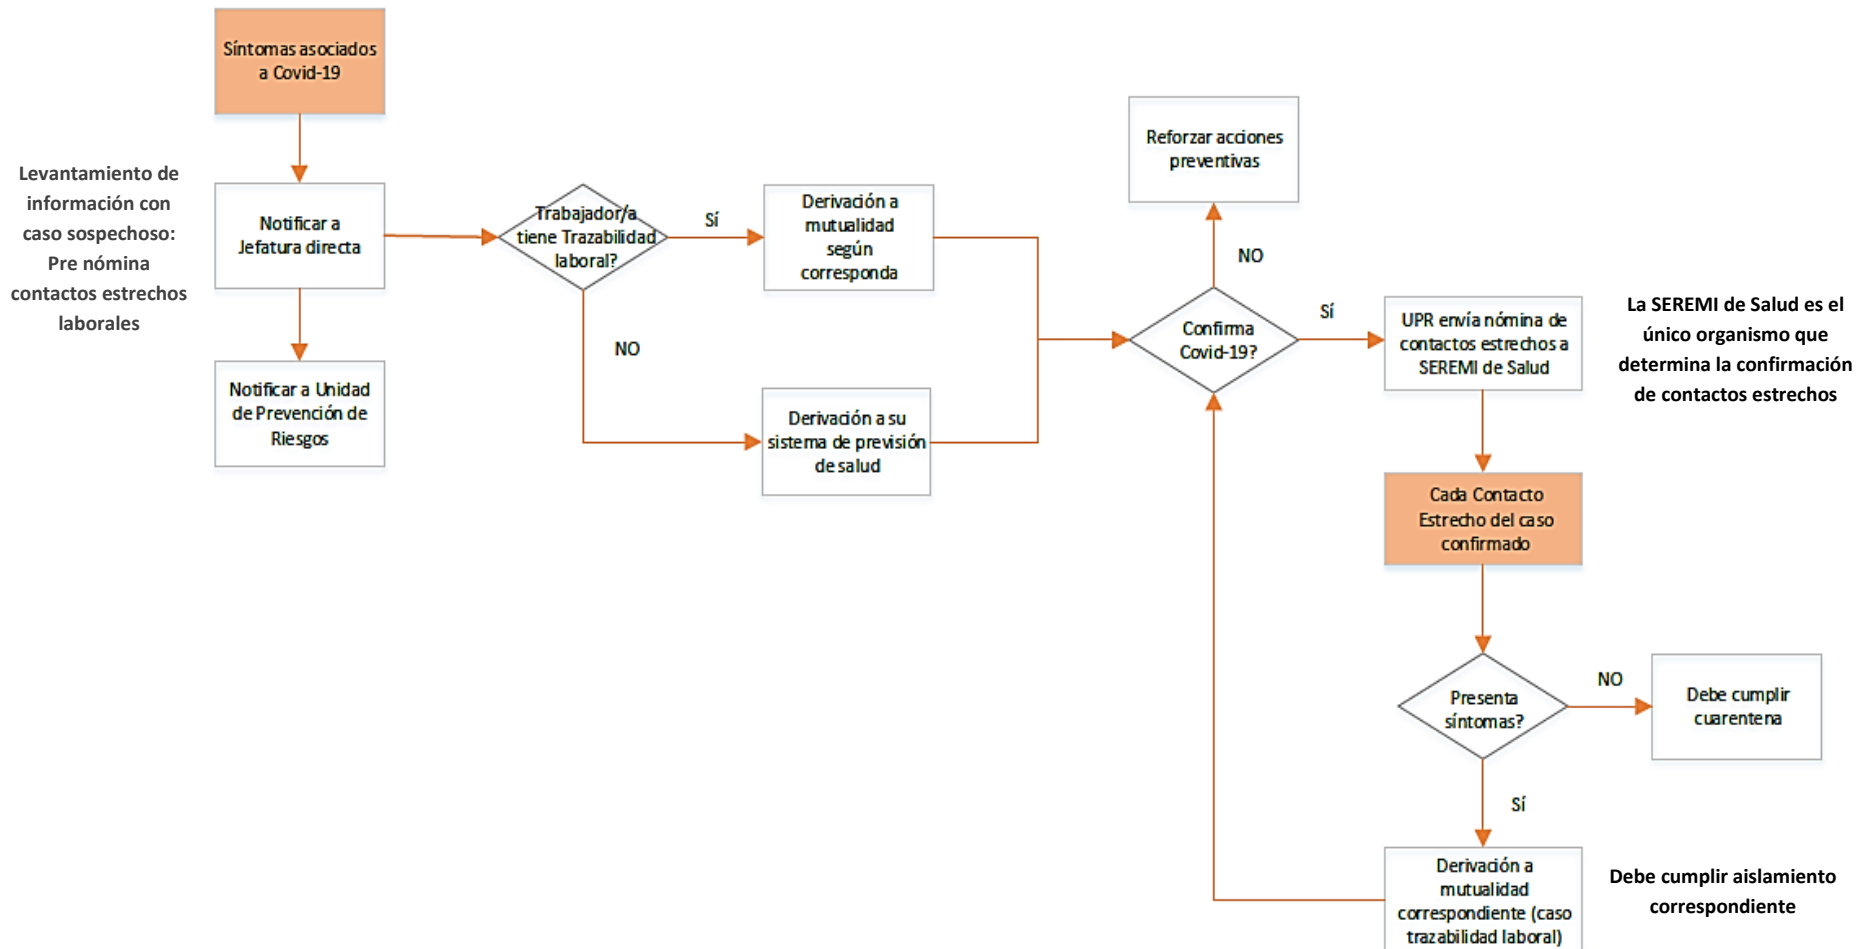 Síntomas asociados
a Covid-19
Levantamiento de
información con
caso sospechoso:
Pre nómina
contactos estrechos
laborales
Notificar a
Jefatura directa
Notificar a Unidad
de Prevención de
Riesgos
Trabajador/a
tiene Trazabilidad
laboral?
Sí
NO
Derivación a
mutualidad
según
corresponda
Derivación a su
sistema de previsión
de salud
Reforzar acciones
preventivas
NO
Confirma
Covid-19?
Sí
UPR envía nómina de
contactos estrechos a
SEREMI de Salud
La SEREMI de Salud es el
único organismo que
determina la confirmación
de contactos estrechos
Cada Contacto
Estrecho del caso
confirmado
Presenta
síntomas?
NO
Debe cumplir
cuarentena
Sí
Derivación a
mutualidad
correspondiente (caso
trazabilidad laboral)
Debe cumplir aislamiento
correspondiente